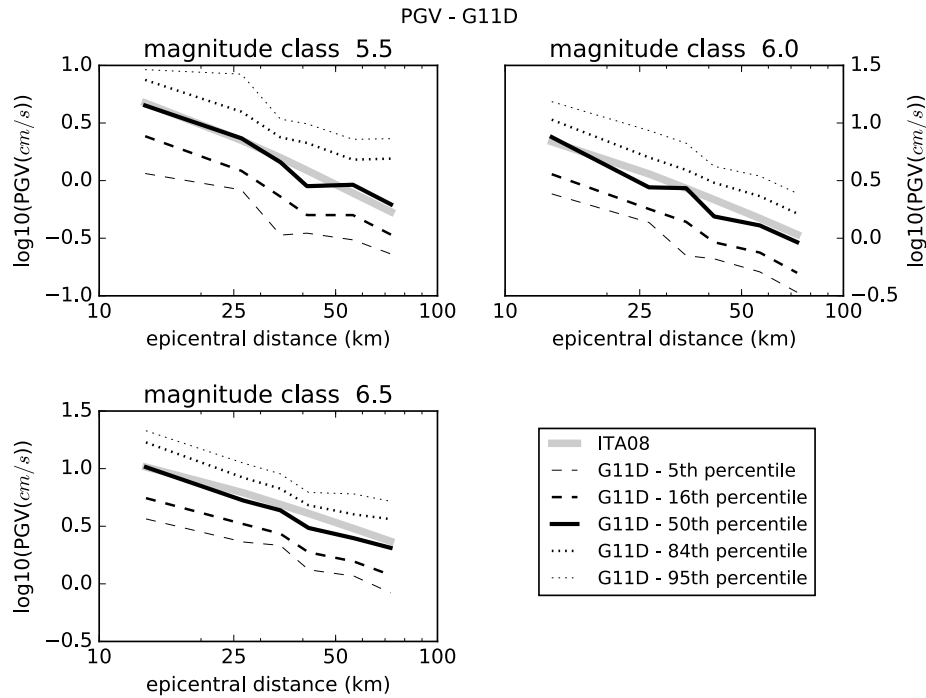 PGV - G11D
magnitude class 5.5
1.0
0.5
0.0
−0.5
−1.0
log10(PGV(cm/s))
10
25
50
100
epicentral distance (km)
magnitude class 6.0
1.5
1.0
0.5
0.0
−0.5
log10(PGV(cm/s))
10
25
50
100
epicentral distance (km)
magnitude class 6.5
1.5
1.0
0.5
0.0
−0.5
log10(PGV(cm/s))
10
25
50
100
epicentral distance (km)
ITA08
G11D - 5th percentile
G11D - 16th percentile
G11D - 50th percentile
G11D - 84th percentile
G11D - 95th percentile